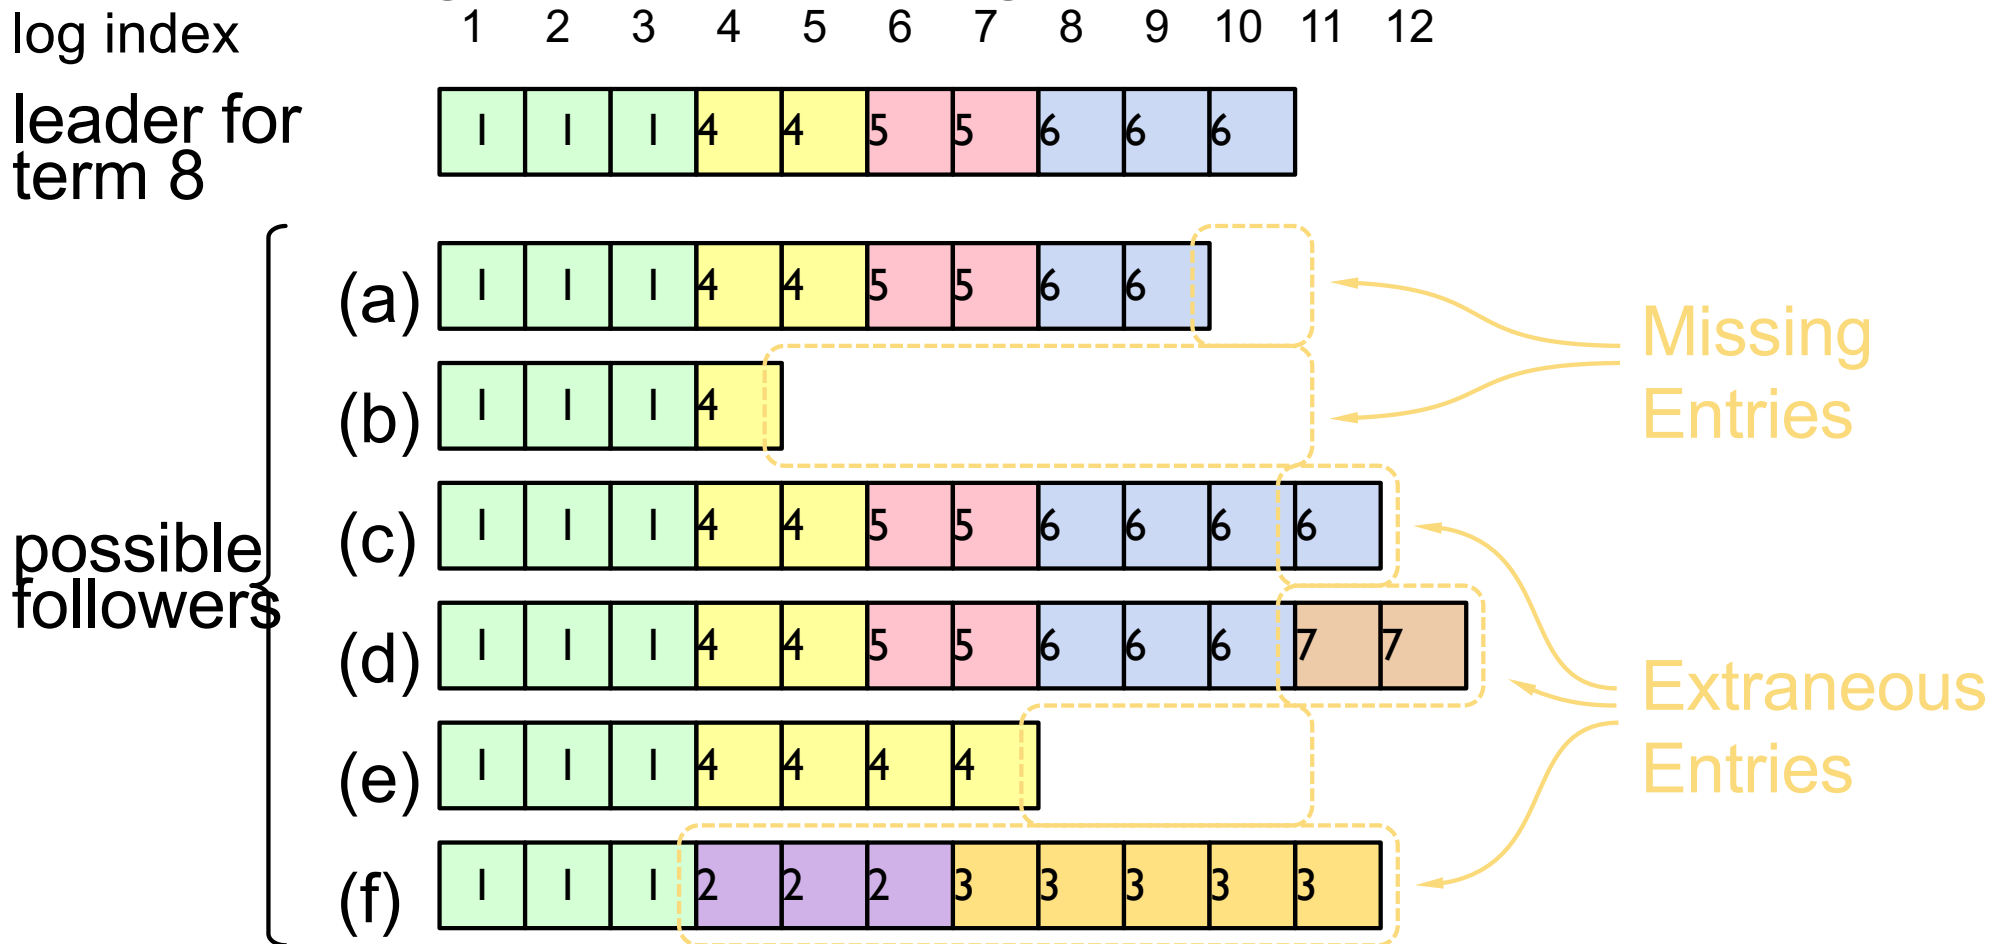 log index
1 2 3 4 5 6 7 8 9 10 11 12
leader for
term 8
1 1 1 4 4 5 5 6 6 6
(a) 1 1 1 4 4 5 5 6 6
Missing
Entries
(b) 1 1 1 4
possible
followers
(c) 1 1 1 4 4 5 5 6 6 6 6
(d) 1 1 1 4 4 5 5 6 6 6 7 7
Extraneous
Entries
(e) 1 1 1 4 4 4 4
(f) 1 1 1 2 2 2 3 3 3 3 3